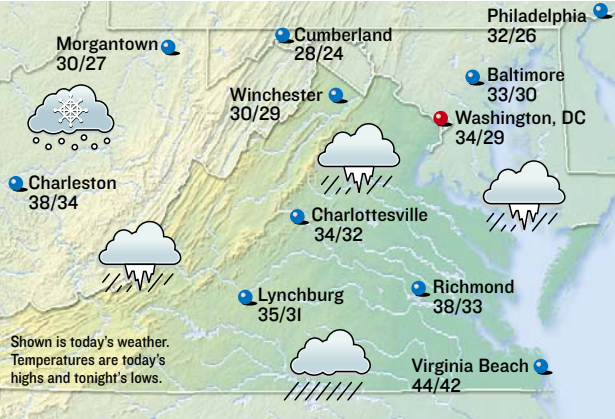 Philadelphia
32/26
Cumberland
28/24
Morgantown
30/27
Baltimore
33/30
Winchester
30/29
Washington, DC
34/29
Charleston
38/34
Charlottesville
34/32
Richmond
38/33
Lynchburg
35/31
Shown is today's weather.
Temperatures are today's
highs and tonight's lows.
Virginia Beach
44/42